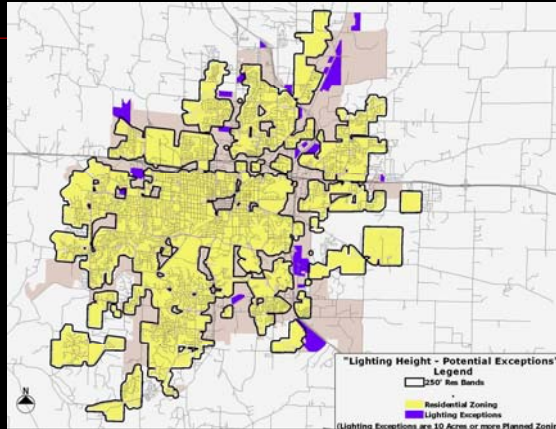 "Lighting Height - Potential Exceptions"
Legend
250' Res Bands
Residential Zoning
Lighting Exceptions
(Lighting Exceptions are 10 Acres or more Planned Zoni
N